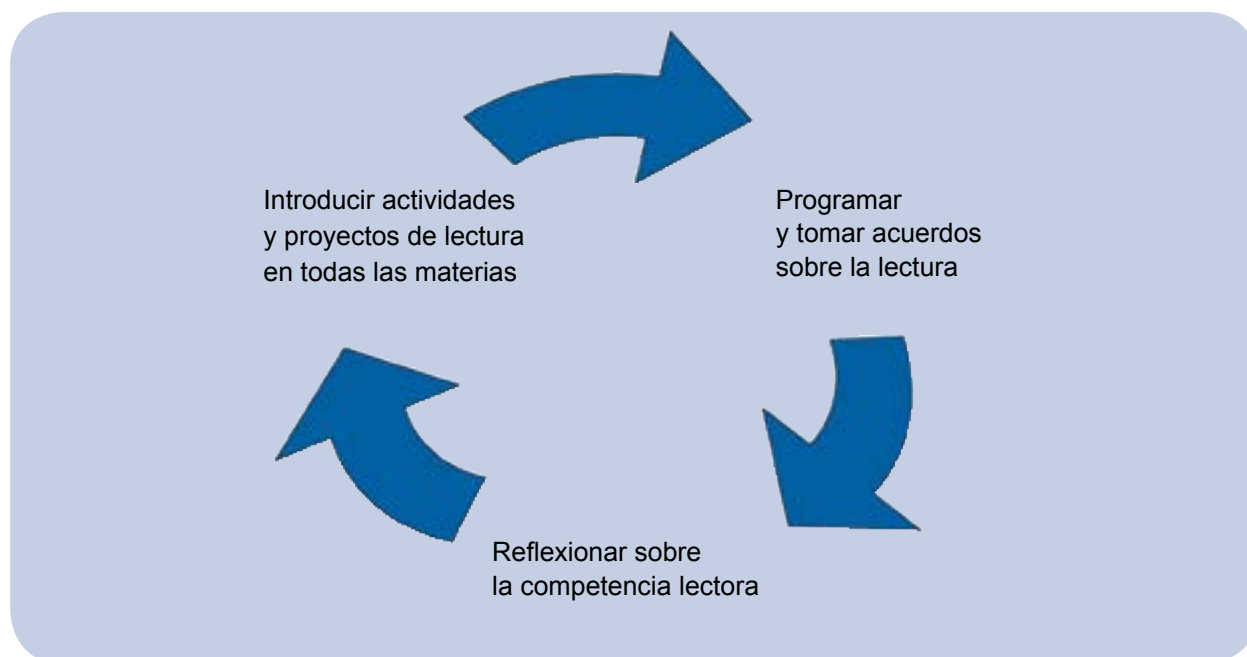 Introducir actividades
y proyectos de lectura
en todas las materias
Programar
y tomar acuerdos
sobre la lectura
Reflexionar sobre
la competencia lectora